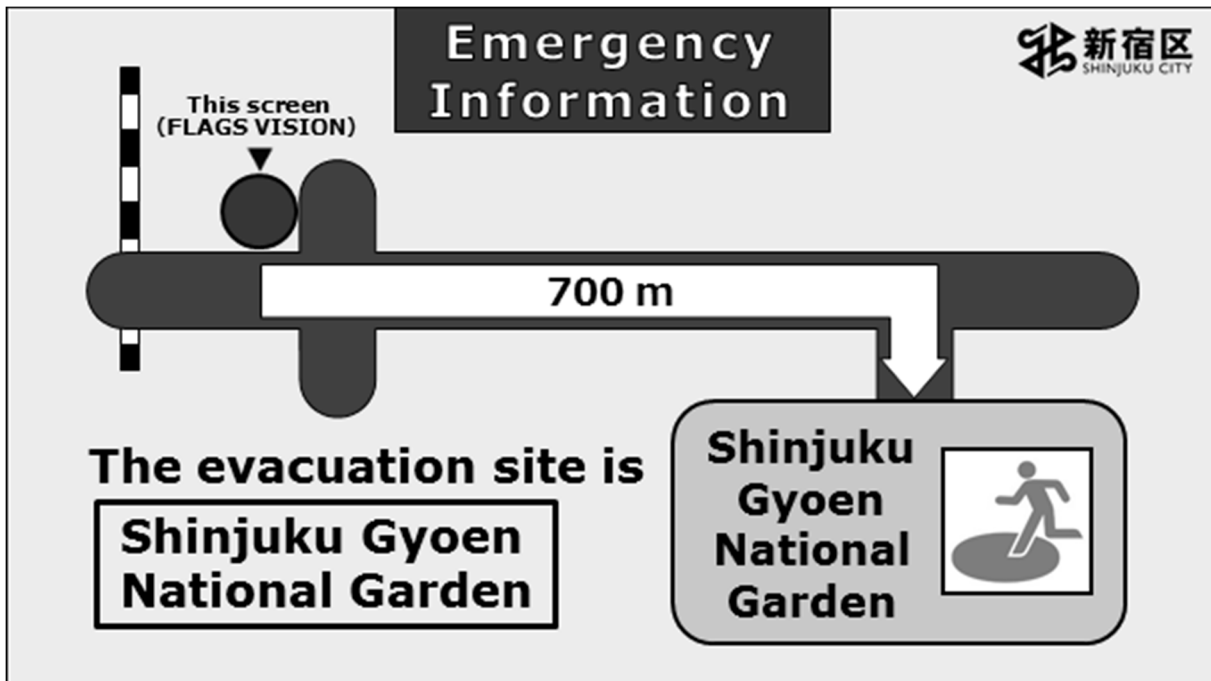 Emergency
Information
新宿区
SHINJUKU CITY
This screen
(FLAGS VISION)
700 m
The evacuation site is
Shinjuku Gyoen
National Garden
Shinjuku
Gyoen
National
Garden